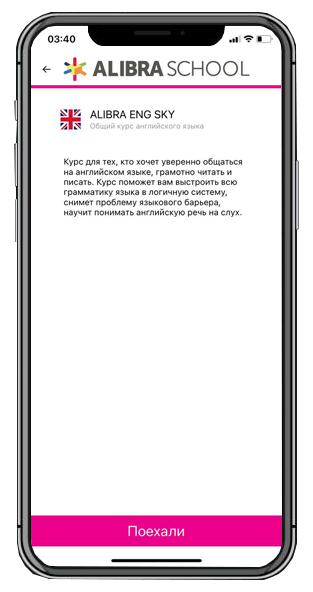 03:40
ALIBRA SCHOOL
ALIBRA ENG SKY
Общий курс английского языка
Курс для тех, кто хочет уверенно общаться
на английском языке, грамотно читать и
писать. Курс поможет вам выстроить всю
грамматику языка в логичную систему,
снимет проблему языкового барьера,
научит понимать английскую речь на слух.
Поехали